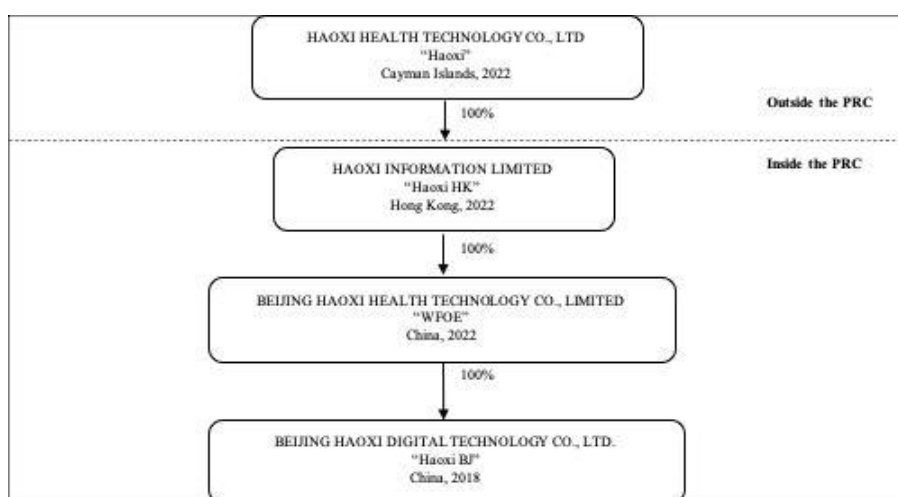 HAOXI HEALTH TECHNOLOGY CO., LTD
“Haoxi”
Cayman Islands, 2022
Outside the PRC
100%
Inside the PRC
HAOXI INFORMATION LIMITED
“Haoxi HK”
Hong Kong, 2022
100%
BEIJING HAOXI HEALTH TECHNOLOGY CO., LIMITED
“WFOE”
China, 2022
100%
BEIJING HAOXI DIGITAL TECHNOLOGY CO., LTD.
“Haoxi BJ”
China, 2018